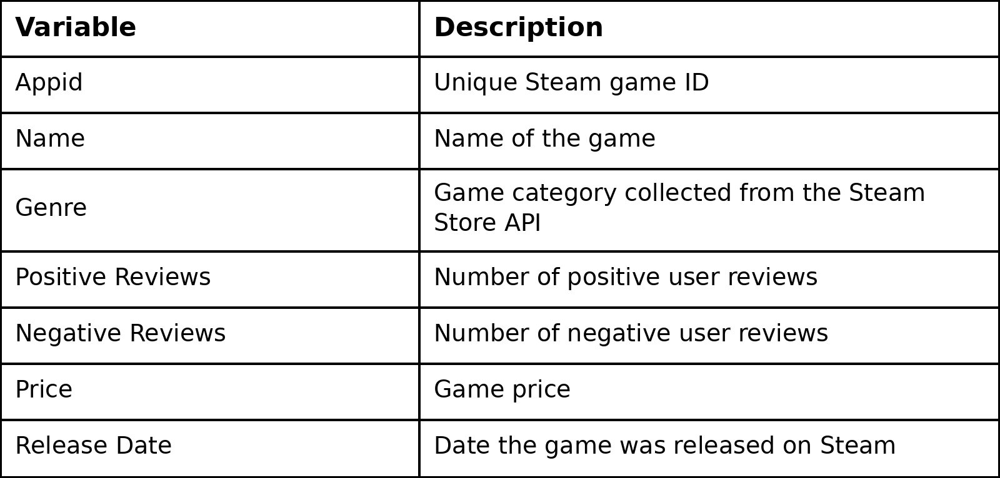 Variable Description
Appid Unique Steam game ID
Name Name of the game
Genre Game category collected from the Steam
Store API
Positive Reviews Number of positive user reviews
Negative Reviews Number of negative user reviews
Price Game price
Release Date Date the game was released on Steam